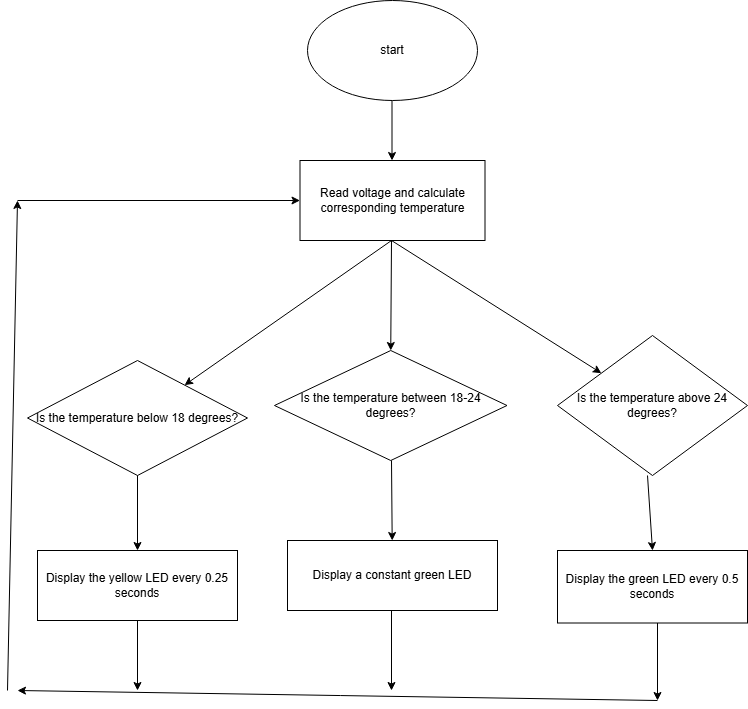 start
Read voltage and calculate
corresponding temperature
Is the temperature below 18 degrees?
Is the temperature between 18-24
degrees?
Is the temperature above 24
degrees?
Display the yellow LED every 0.25
seconds
Display a constant green LED
Display the green LED every 0.5
seconds